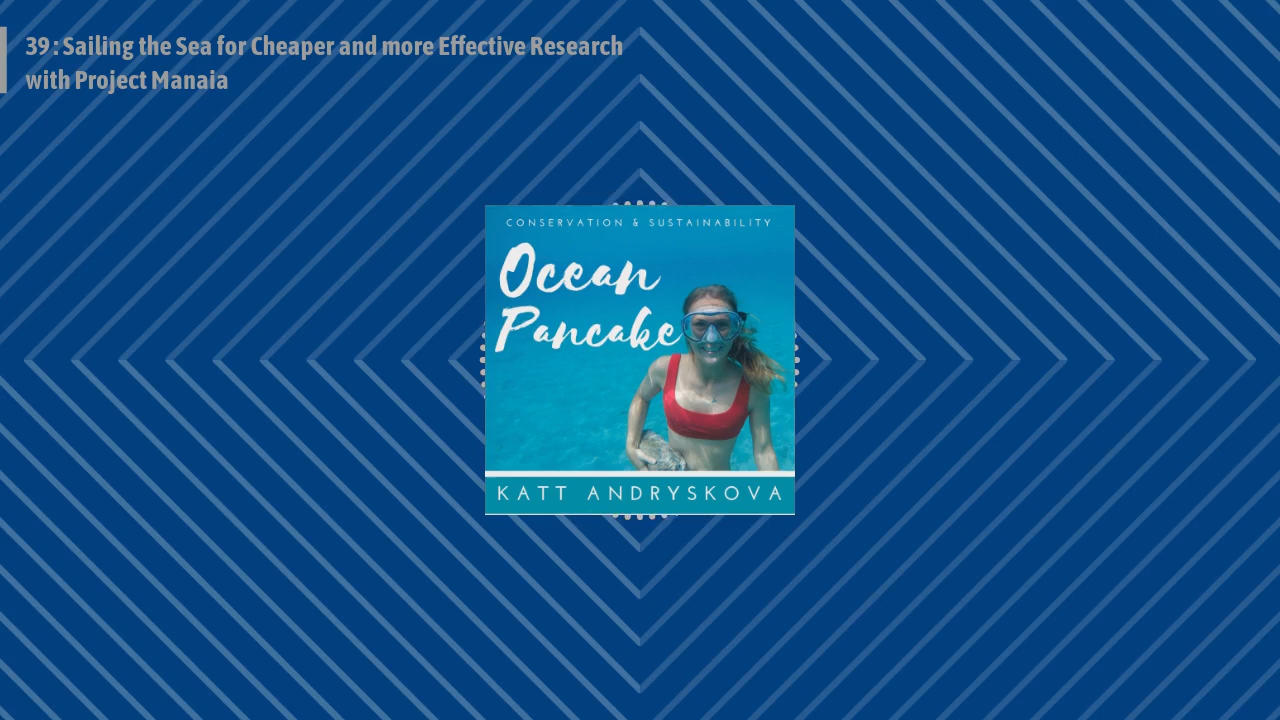 39 : Sailing the Sea for Cheaper and more Effective Research
with Project Manaia
CONSERVATION & SUSTAINABILITY
Ocean
Pancake
KATT ANDRYSKOVA